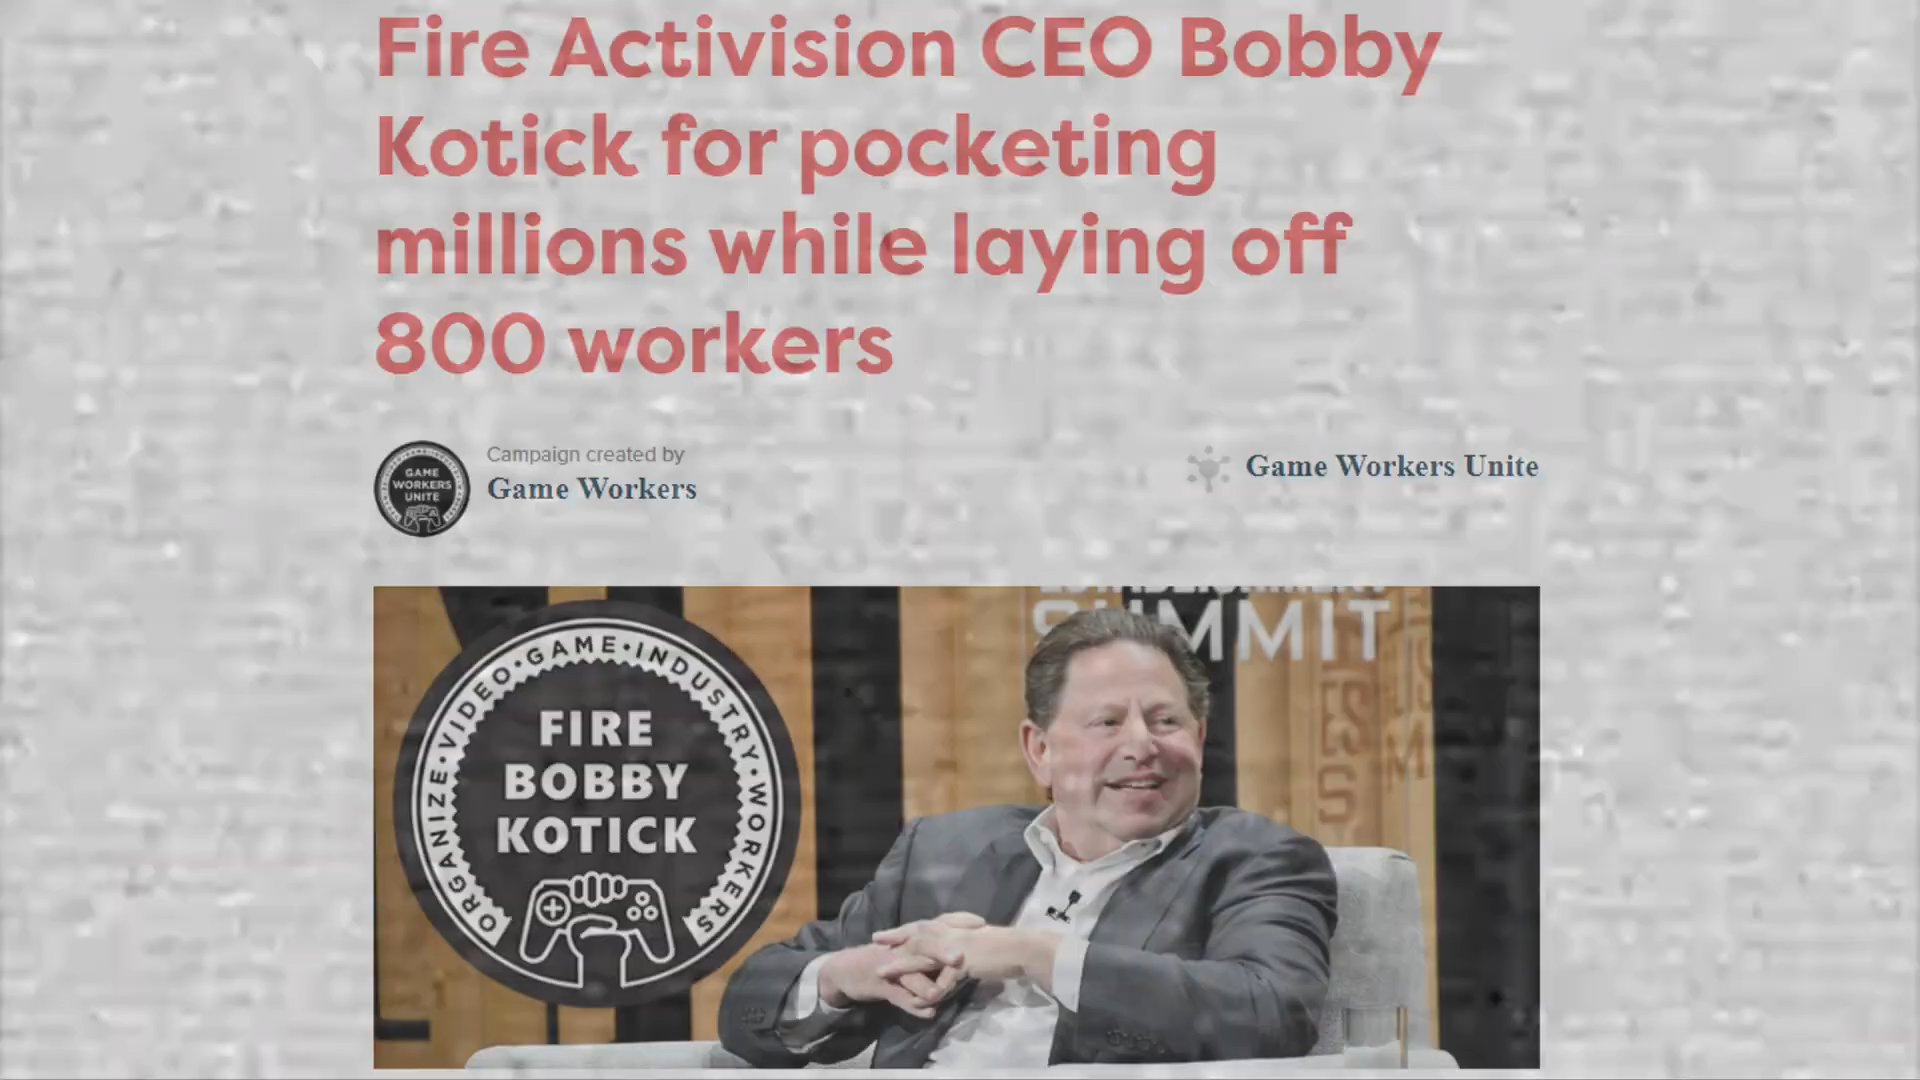 Fire Activision CEO Bobby
Kotick for pocketing
millions while laying off
800 workers
GAME
WORKERS
UNITE
Campaign created by
Game Workers
Game Workers Unite
ORGANIZE•VIDEO•GAME•INDUSTRY•WORKERS
FIRE
BOBBY
KOTICK
SUMMIT